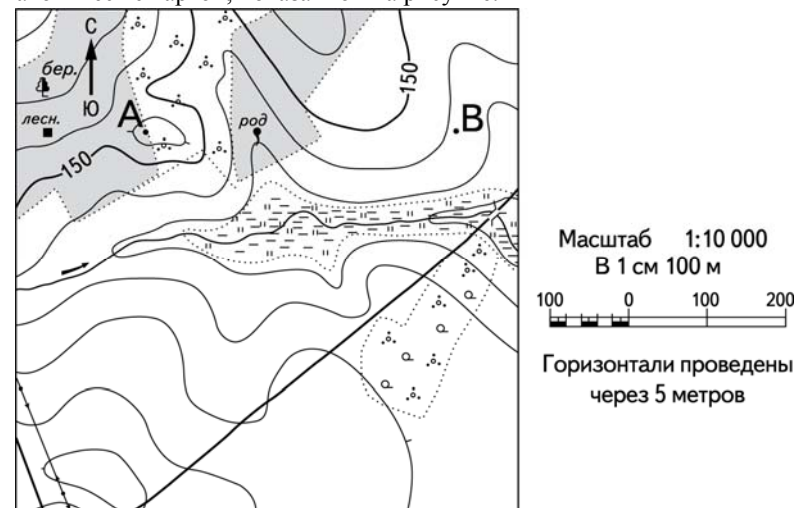 С
бер.
Ю
лесн.
А
150
род
150
В
Масштаб 1:10 000
В 1 см 100 м
100 0 100 200
Горизонтали проведены
через 5 метров